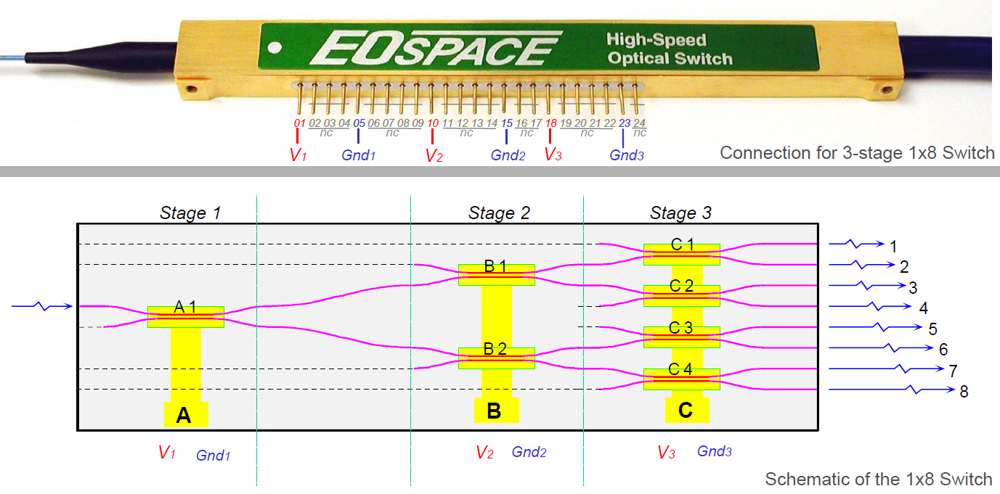 EOSPACE
High-Speed
Optical Switch
01 02 03 04 05 06 07 08 09 10 11 12 13 14 15 16 17 18 19 20 21 22 23 24
nc nc nc nc nc nc
V1 Gnd1 V2 Gnd2 V3 Gnd3
Connection for 3-stage 1x8 Switch
Stage 1 Stage 2 Stage 3
C 1
1
B 1
2
C 2
3
A 1
4
C 3
5
B 2
6
C 4
7
8
A B C
V1 Gnd1 V2 Gnd2 V3 Gnd3
Schematic of the 1x8 Switch